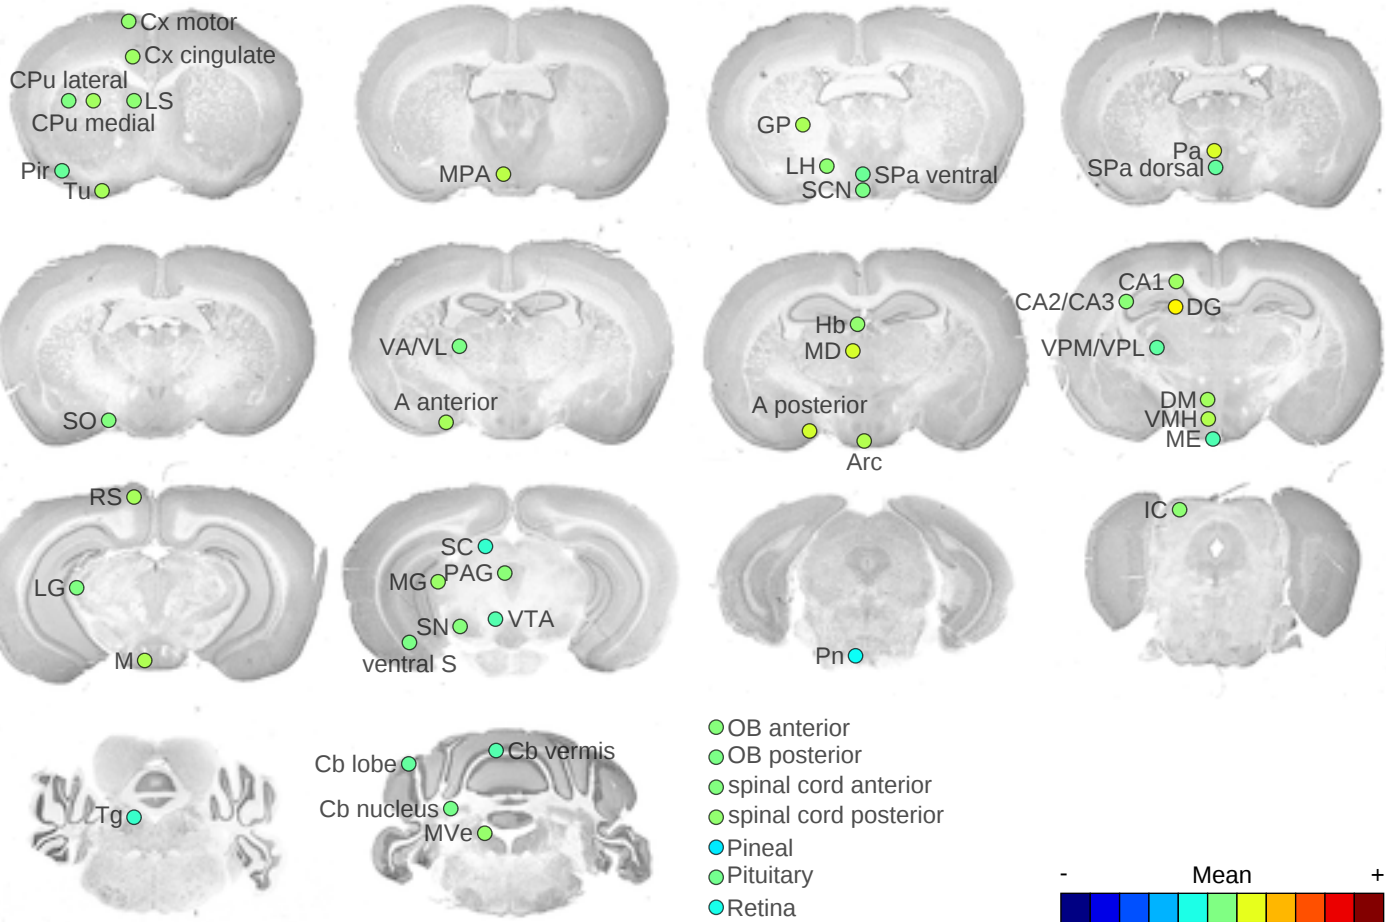 Cx motor
Cx cingulate
CPu lateral
LS
CPu medial
Pir
Tu
MPA
GP
LH
SPa ventral
SCN
Pa
SPa dorsal
SO
VA/VL
A anterior
Hb
MD
A posterior
Arc
CA1
CA2/CA3
DG
VPM/VPL
DM
VMH
ME
RS
LG
M
SC
PAG
MG
VTA
SN
ventral S
Pn
IC
Tg
Cb lobe
Cb vermis
Cb nucleus
MVe
OB anterior
OB posterior
spinal cord anterior
spinal cord posterior
Pineal
Pituitary
Retina
- Mean +